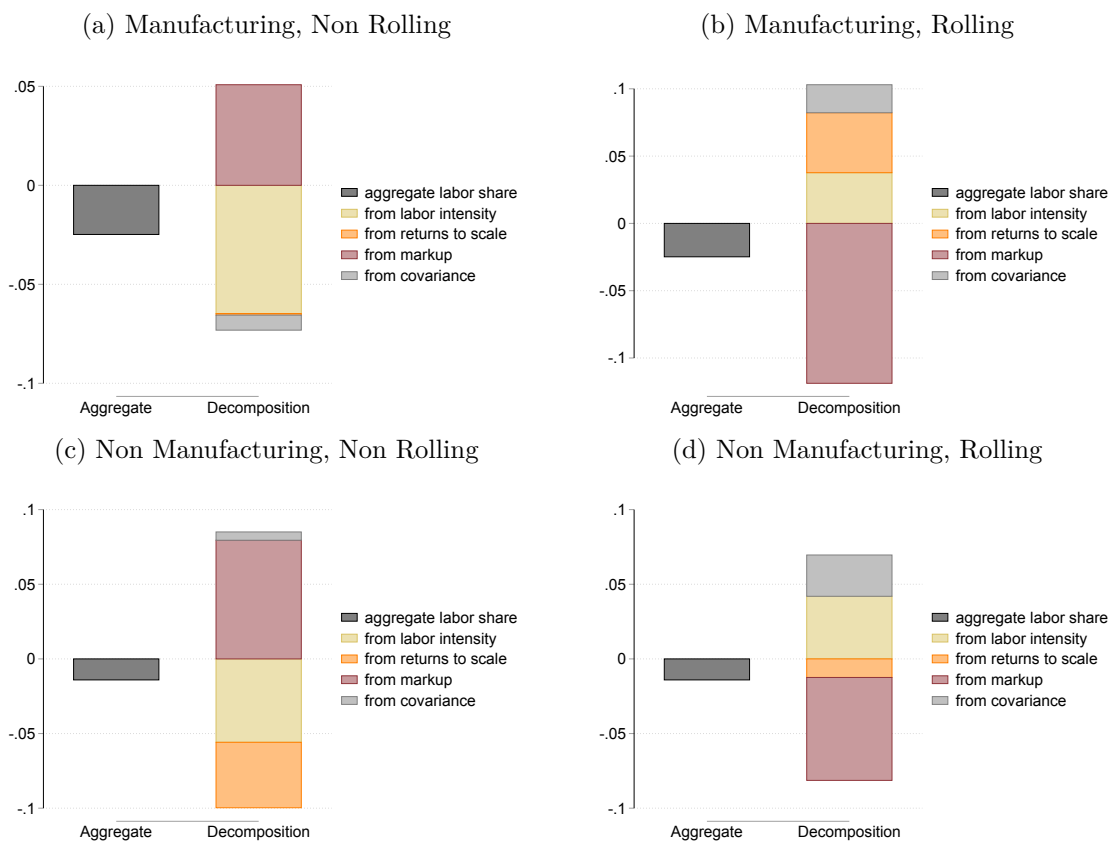 (a) Manufacturing, Non Rolling
.05
0
-.05
-.1
Aggregate
Decomposition
aggregate labor share
from labor intensity
from returns to scale
from markup
from covariance
(b) Manufacturing, Rolling
.1
.05
0
-.05
-.1
Aggregate
Decomposition
aggregate labor share
from labor intensity
from returns to scale
from markup
from covariance
(c) Non Manufacturing, Non Rolling
.1
.05
0
-.05
-.1
Aggregate
Decomposition
aggregate labor share
from labor intensity
from returns to scale
from markup
from covariance
(d) Non Manufacturing, Rolling
.1
.05
0
-.05
-.1
Aggregate
Decomposition
aggregate labor share
from labor intensity
from returns to scale
from markup
from covariance